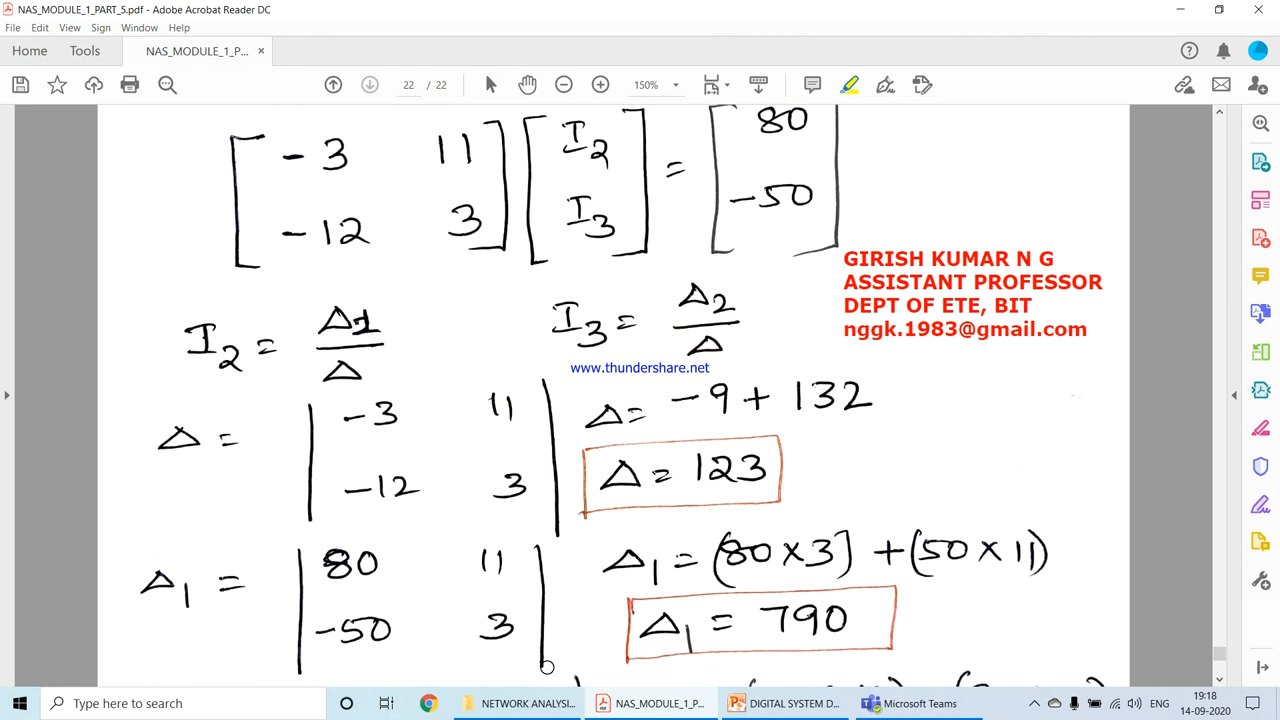 NAS_MODULE_1_PART_5.pdf - Adobe Acrobat Reader DC
File Edit View Sign Window Help
Home Tools NAS_MODULE_1_P... ×
22 / 22 150%
[ -3 11 ] [ I2 ] = [ 80 ]
[ -12 3 ] [ I3 ] [ -50 ]
GIRISH KUMAR N G
ASSISTANT PROFESSOR
DEPT OF ETE, BIT
nggk.1983@gmail.com
I2 = Δ1/Δ I3 = Δ2/Δ
www.thundershare.net
Δ = | -3 11 | Δ = -9 + 132
| -12 3 | Δ = 123
Δ1 = | 80 11 | Δ1 = (80 × 3) + (50 × 11)
| -50 3 | Δ1 = 790
Type here to search
NETWORK ANALYSI...
NAS_MODULE_1_P...
DIGITAL SYSTEM D...
Microsoft Teams
ENG
19:18
14-09-2020